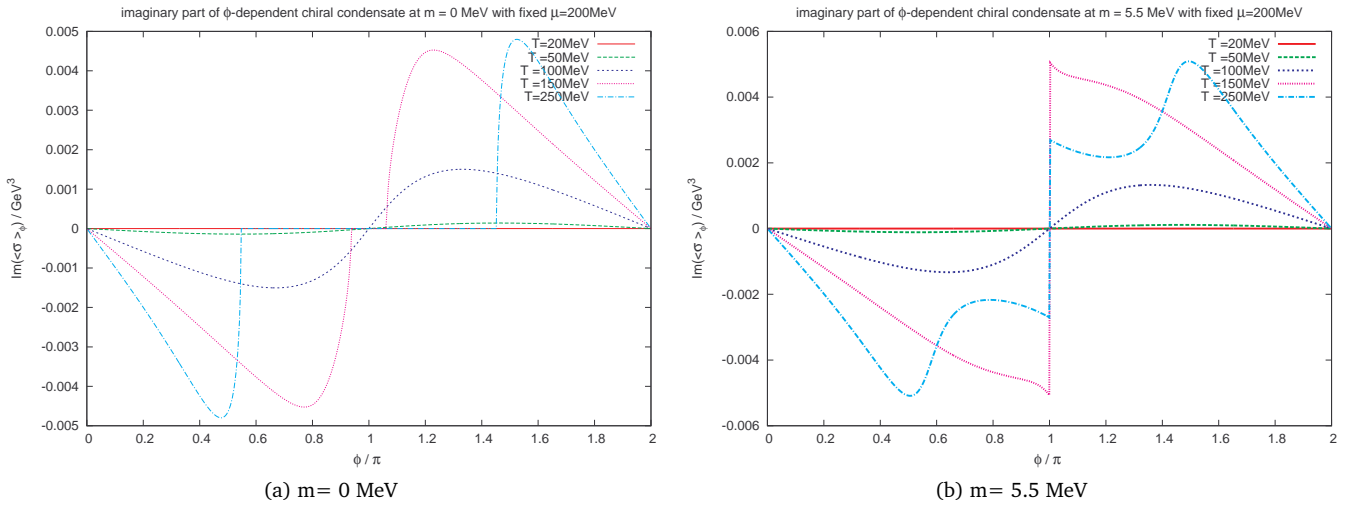 imaginary part of ϕ-dependent chiral condensate at m = 0 MeV with fixed μ=200MeV
0.005
0.004
0.003
0.002
0.001
0
-0.001
-0.002
-0.003
-0.004
-0.005
Im(<σ >ϕ) / GeV³
T=20MeV
T=50MeV
T =100MeV
T=150MeV
T=250MeV
0 0.2 0.4 0.6 0.8 1 1.2 1.4 1.6 1.8 2
ϕ / π
(a) m= 0 MeV
imaginary part of ϕ-dependent chiral condensate at m = 5.5 MeV with fixed μ=200MeV
0.006
0.004
0.002
0
-0.002
-0.004
-0.006
Im(<σ >ϕ) / GeV³
T =20MeV
T =50MeV
T =100MeV
T =150MeV
T =250MeV
0 0.2 0.4 0.6 0.8 1 1.2 1.4 1.6 1.8 2
ϕ / π
(b) m= 5.5 MeV